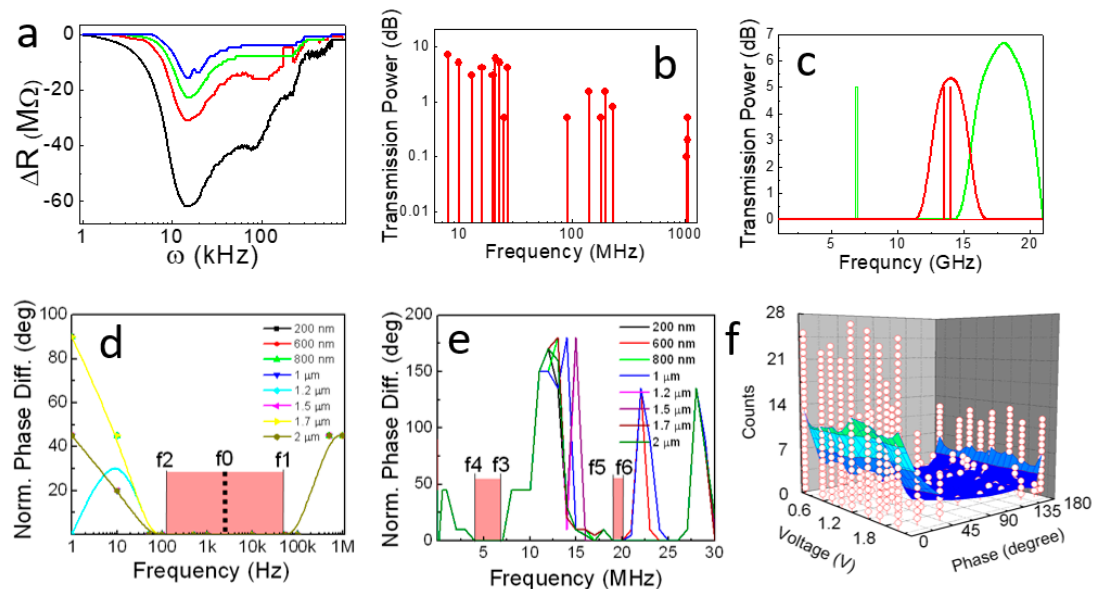 a
0
-20
-40
-60
ΔR (MΩ)
1
10
100
ω (kHz)
b
Transmission Power (dB)
10
1
0.1
0.01
10
100
1000
Frequency (MHz)
c
Transmission Power (dB)
7
6
5
4
3
2
1
0
5
10
15
20
Frequncy (GHz)
d
Norm. Phase Diff. (deg)
100
80
60
40
20
200 nm
600 nm
800 nm
1 μm
1.2 μm
1.5 μm
1.7 μm
2 μm
f2
f0
f1
1
10
100
1k
10k
100k
1M
Frequency (Hz)
e
Norm. Phase Diff. (deg)
200
150
100
50
0
200 nm
600 nm
800 nm
1 μm
1.2 μm
1.5 μm
1.7 μm
2 μm
f4
f3
f5
f6
5
10
15
20
25
30
Frequency (MHz)
f
Counts
28
21
14
7
0
0.6
1.2
1.8
Voltage (V)
0
45
90
135
180
Phase (degree)